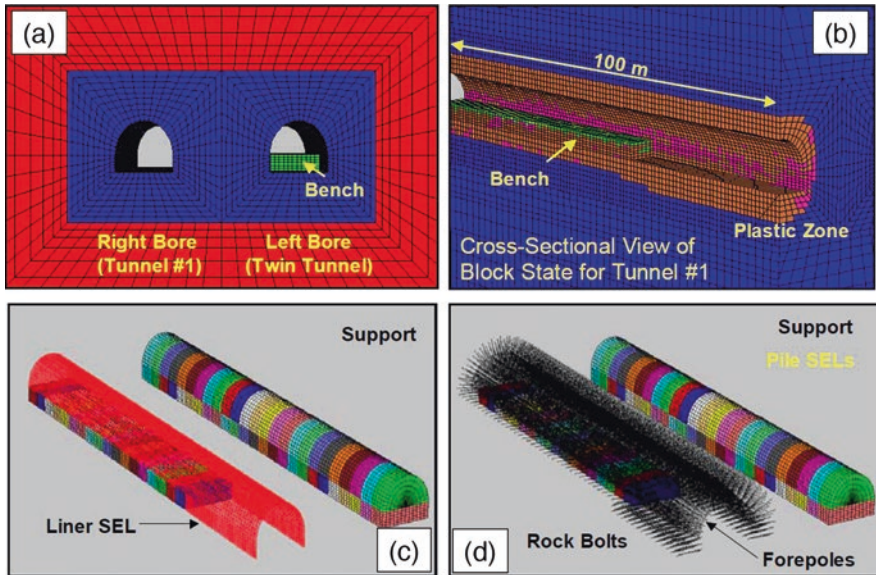 (a)
Bench
Right Bore
(Tunnel #1)
Left Bore
(Twin Tunnel)
(b)
100 m
Bench
Plastic Zone
Cross-Sectional View of
Block State for Tunnel #1
Support
Liner SEL
(c)
Support
Pile SELs
Rock Bolts
Forepoles
(d)